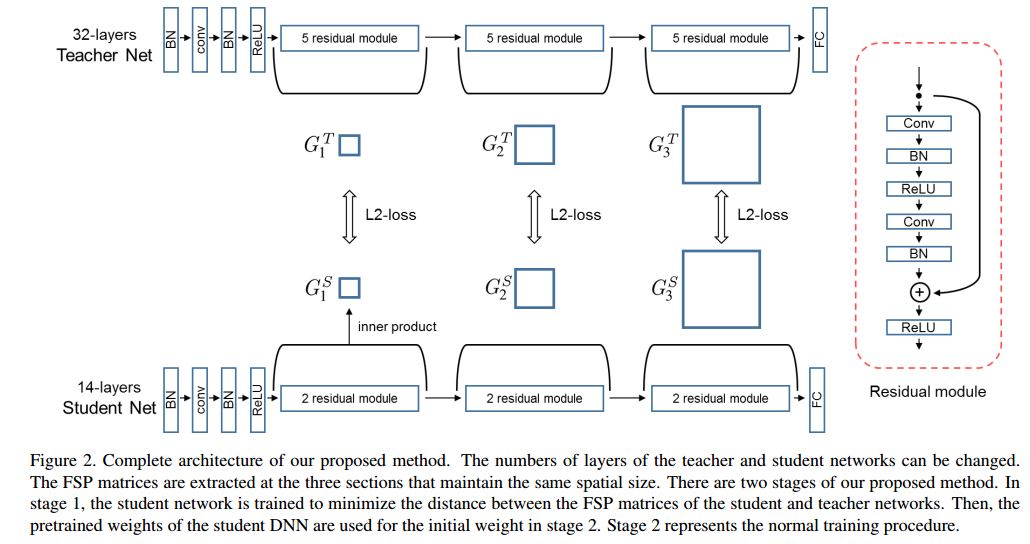 32-layers
Teacher Net
BN
conv
BN
ReLU
5 residual module
5 residual module
5 residual module
FC
G_1^T
G_2^T
G_3^T
L2-loss
L2-loss
L2-loss
G_1^S
G_2^S
G_3^S
inner product
14-layers
Student Net
BN
conv
BN
ReLU
2 residual module
2 residual module
2 residual module
FC
Conv
BN
ReLU
Conv
BN
+
ReLU
Residual module
Figure 2. Complete architecture of our proposed method. The numbers of layers of the teacher and student networks can be changed.
The FSP matrices are extracted at the three sections that maintain the same spatial size. There are two stages of our proposed method. In
stage 1, the student network is trained to minimize the distance between the FSP matrices of the student and teacher networks. Then, the
pretrained weights of the student DNN are used for the initial weight in stage 2. Stage 2 represents the normal training procedure.